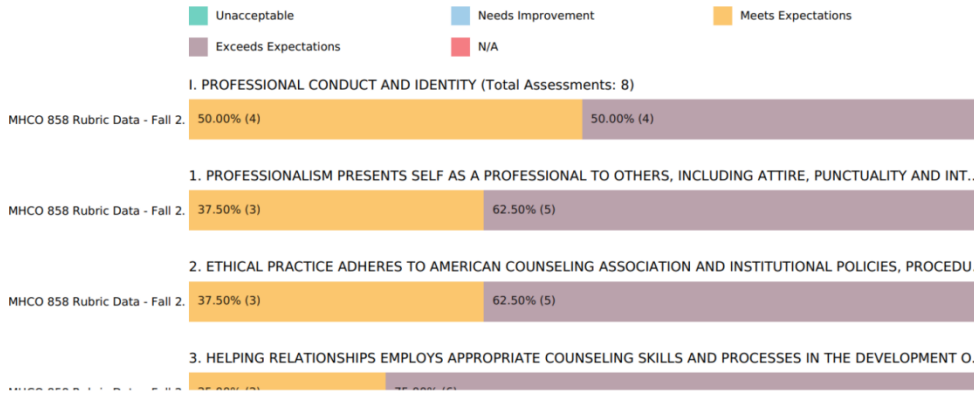 Unacceptable Needs Improvement Meets Expectations
Exceeds Expectations N/A
I. PROFESSIONAL CONDUCT AND IDENTITY (Total Assessments: 8)
MHCO 858 Rubric Data - Fall 2. 50.00% (4) 50.00% (4)
1. PROFESSIONALISM PRESENTS SELF AS A PROFESSIONAL TO OTHERS, INCLUDING ATTIRE, PUNCTUALITY AND INT..
MHCO 858 Rubric Data - Fall 2. 37.50% (3) 62.50% (5)
2. ETHICAL PRACTICE ADHERES TO AMERICAN COUNSELING ASSOCIATION AND INSTITUTIONAL POLICIES, PROCEDU.
MHCO 858 Rubric Data - Fall 2. 37.50% (3) 62.50% (5)
3. HELPING RELATIONSHIPS EMPLOYS APPROPRIATE COUNSELING SKILLS AND PROCESSES IN THE DEVELOPMENT O.